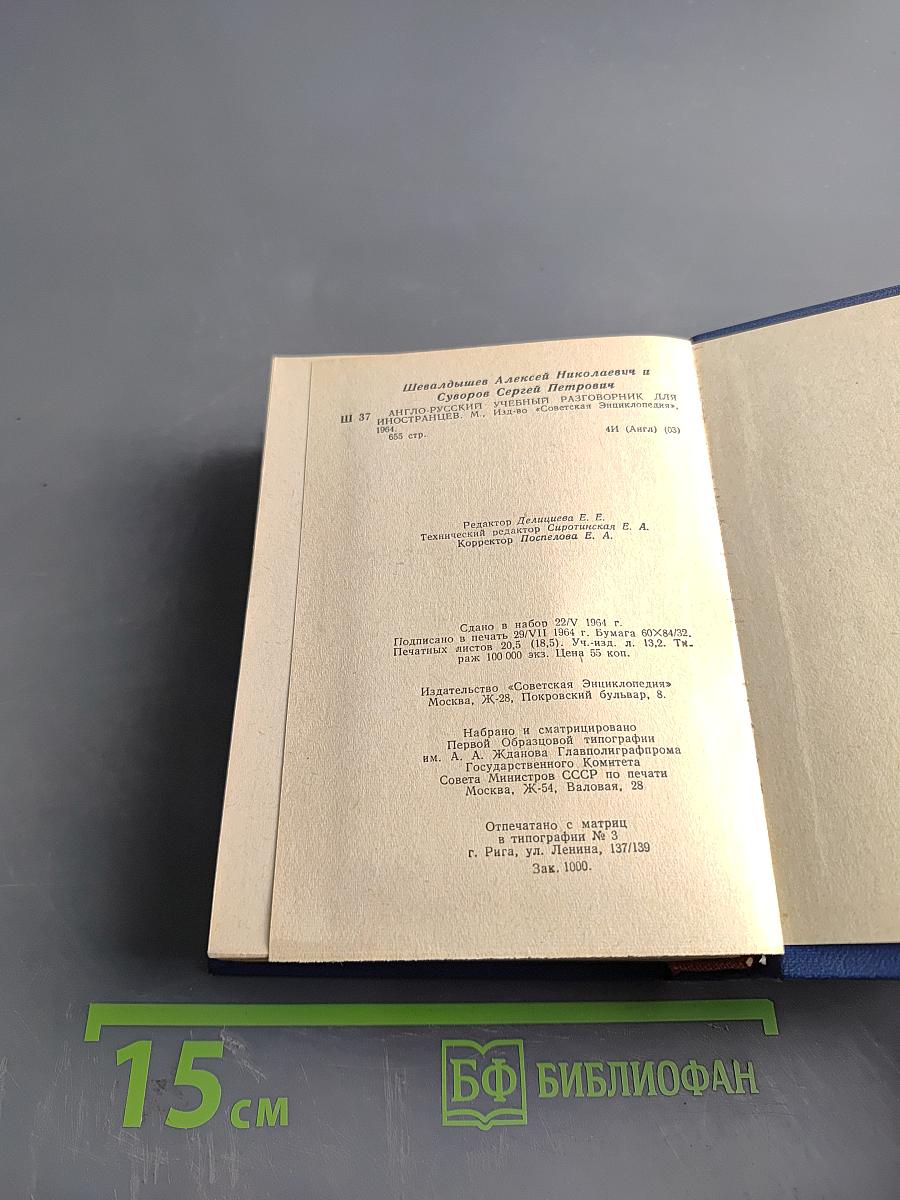 Шевалдышев Алексей Николаевич и
Суворов Сергей Петрович
Ш 37 АНГЛО-РУССКИЙ УЧЕБНЫЙ РАЗГОВОРНИК ДЛЯ
ИНОСТРАНЦЕВ. М., Изд-во «Советская Энциклопедия»,
1964.
655 стр. 4И (Англ) (03)
Редактор Делициева Е. Е.
Технический редактор Сиротинская Е. А.
Корректор Поспелова Е. А.
Сдано в набор 22/V 1964 г.
Подписано в печать 29/VII 1964 г. Бумага 60×84/32.
Печатных листов 20,5 (18,5). Уч.-изд. л. 13,2. Ти-
раж 100 000 экз. Цена 55 коп.
Издательство «Советская Энциклопедия»
Москва, Ж-28, Покровский бульвар, 8.
Набрано и сматрицировано
Первой Образцовой типографии
им. А. А. Жданова Главполиграфпрома
Государственного Комитета
Совета Министров СССР по печати
Москва, Ж-54, Валовая, 28
Отпечатано с матриц
в типографии № 3
г. Рига, ул. Ленина, 137/139
Зак. 1000.
15 см
БФ БИБЛИОФАН